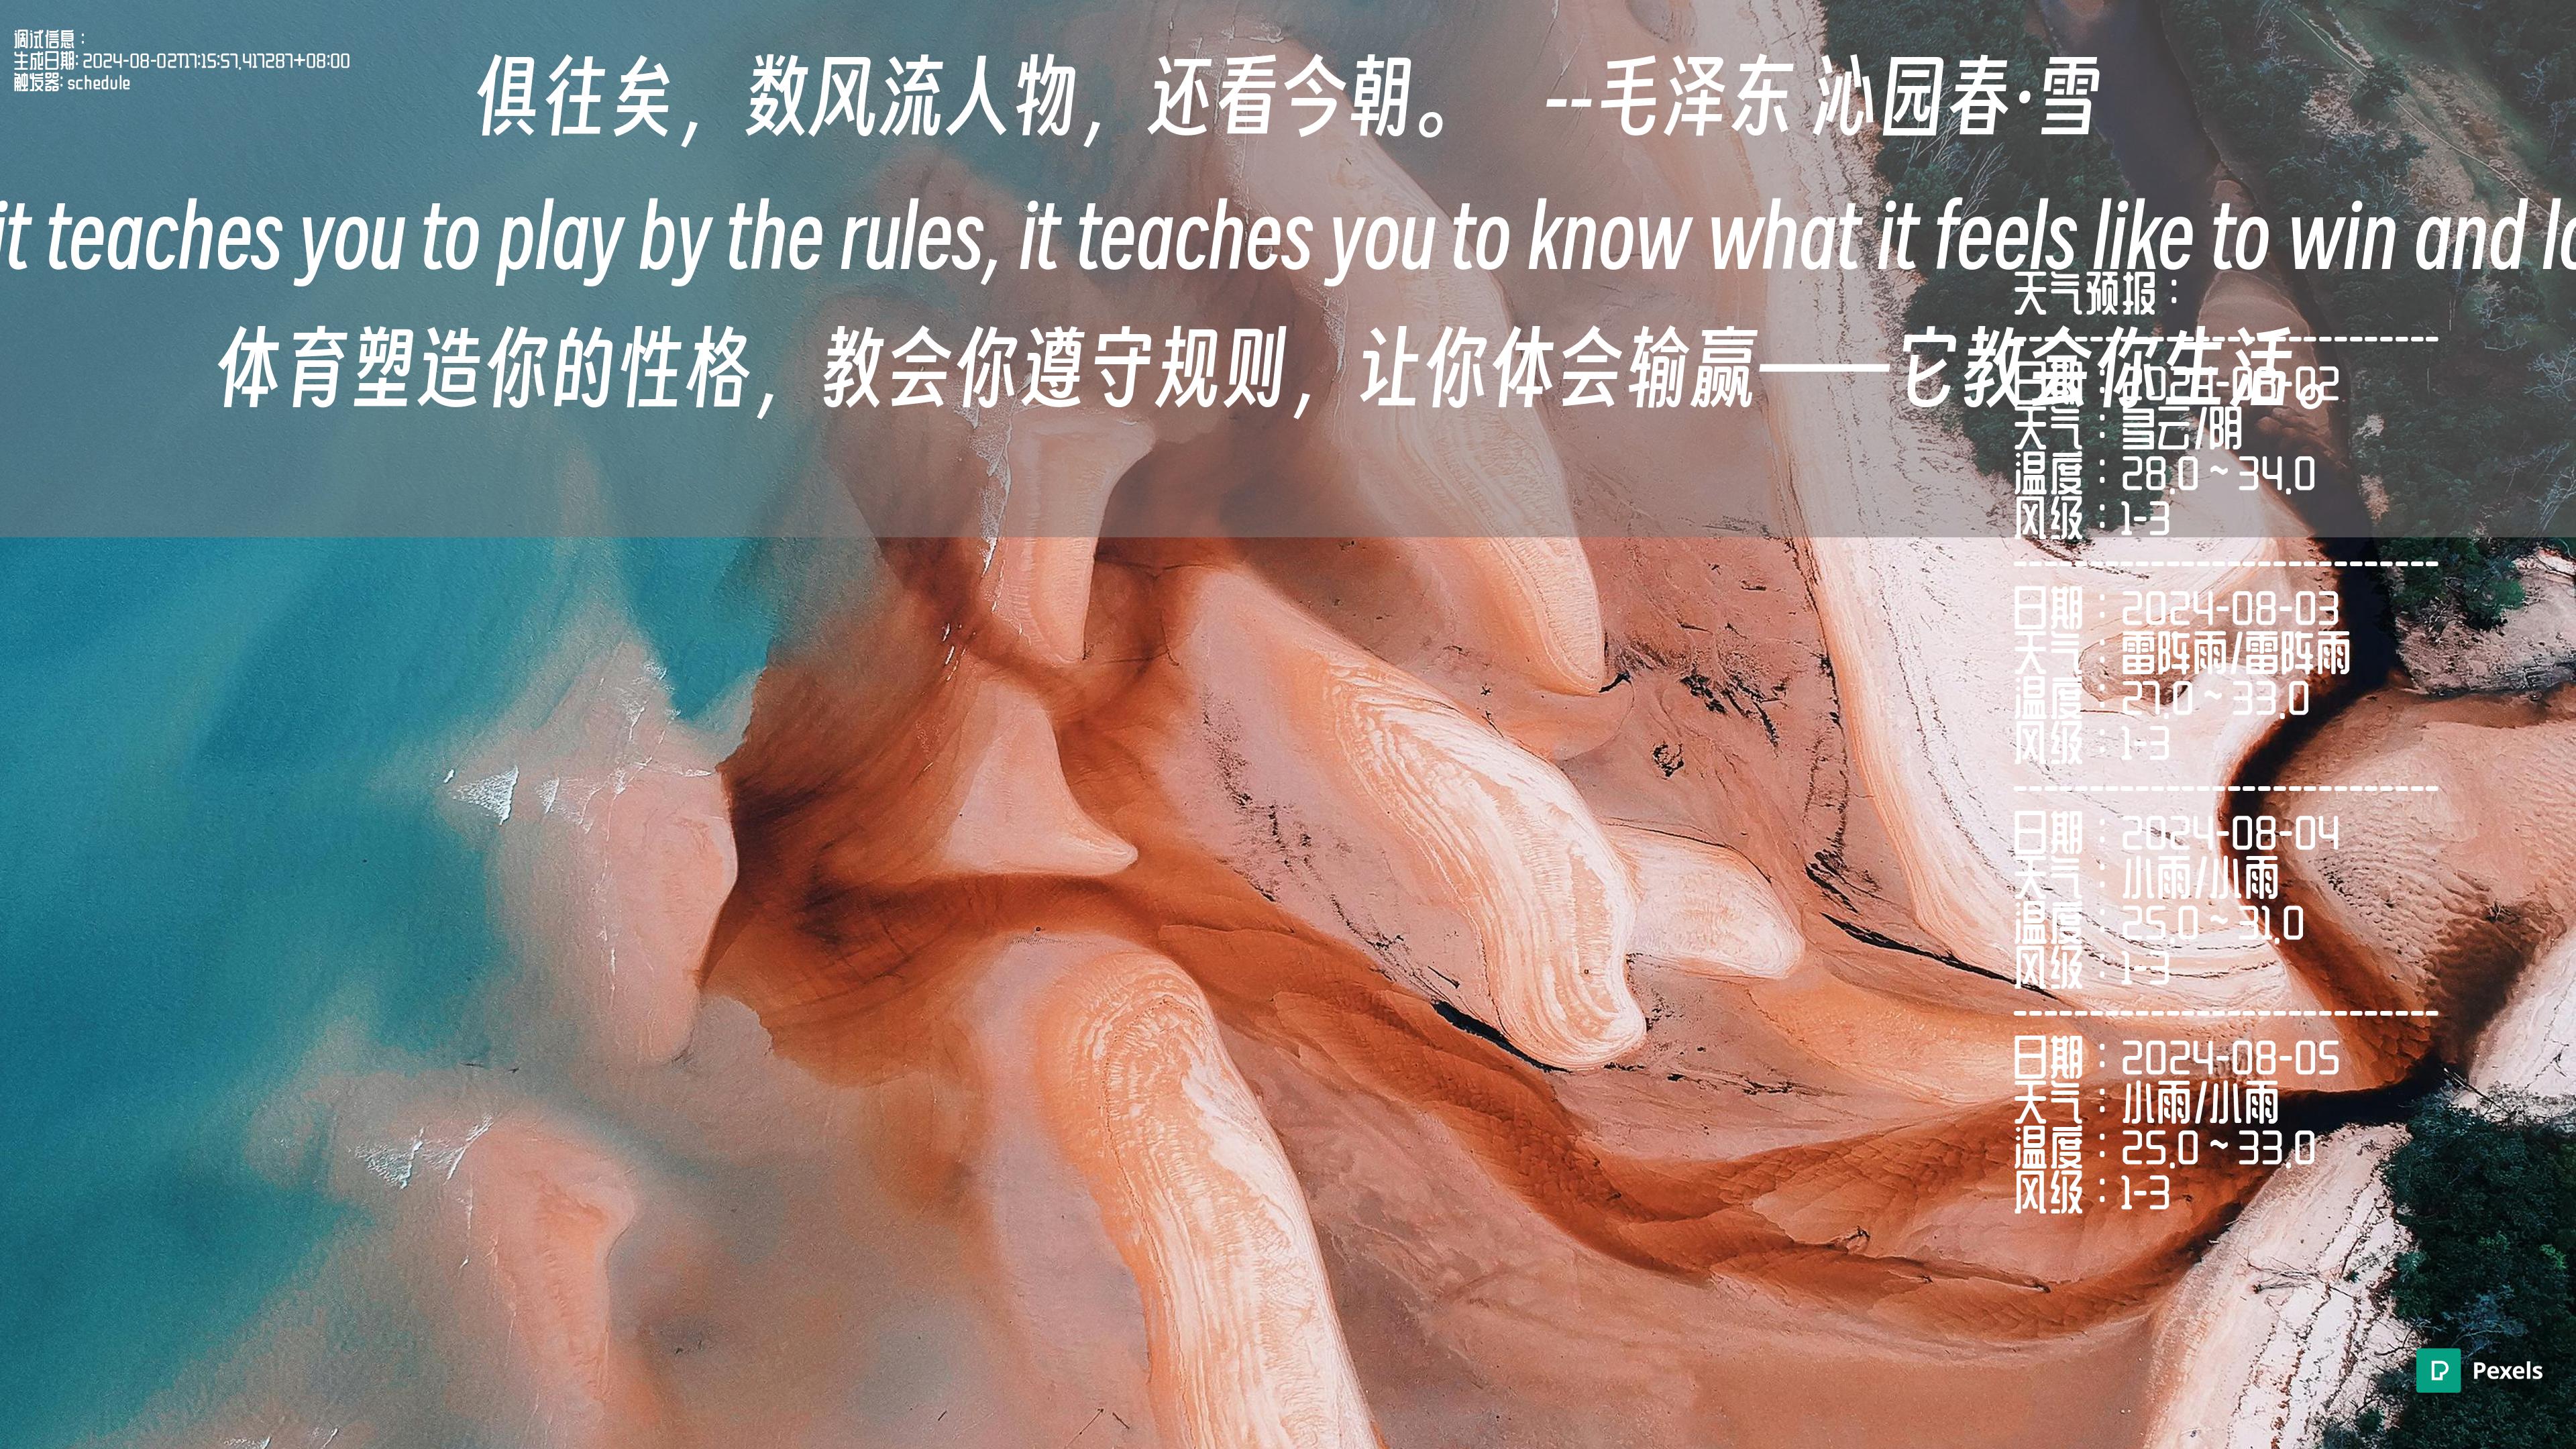 调试信息：
生成日期: 2024-08-02T17:15:57.417287+08:00
触发器: schedule
俱往矣，数风流人物，还看今朝。 --毛泽东 沁园春·雪
it teaches you to play by the rules, it teaches you to know what it feels like to win and lo
体育塑造你的性格，教会你遵守规则，让你体会输赢——它教会你生活。
天气预报：
------------------------------
日期：2024-08-02
天气：多云/阴
温度：28.0 ~ 34.0
风级：1-3
------------------------------
日期：2024-08-03
天气：雷阵雨/雷阵雨
温度：27.0 ~ 33.0
风级：1-3
------------------------------
日期：2024-08-04
天气：小雨/小雨
温度：25.0 ~ 31.0
风级：1-3
------------------------------
日期：2024-08-05
天气：小雨/小雨
温度：25.0 ~ 33.0
风级：1-3
Pexels